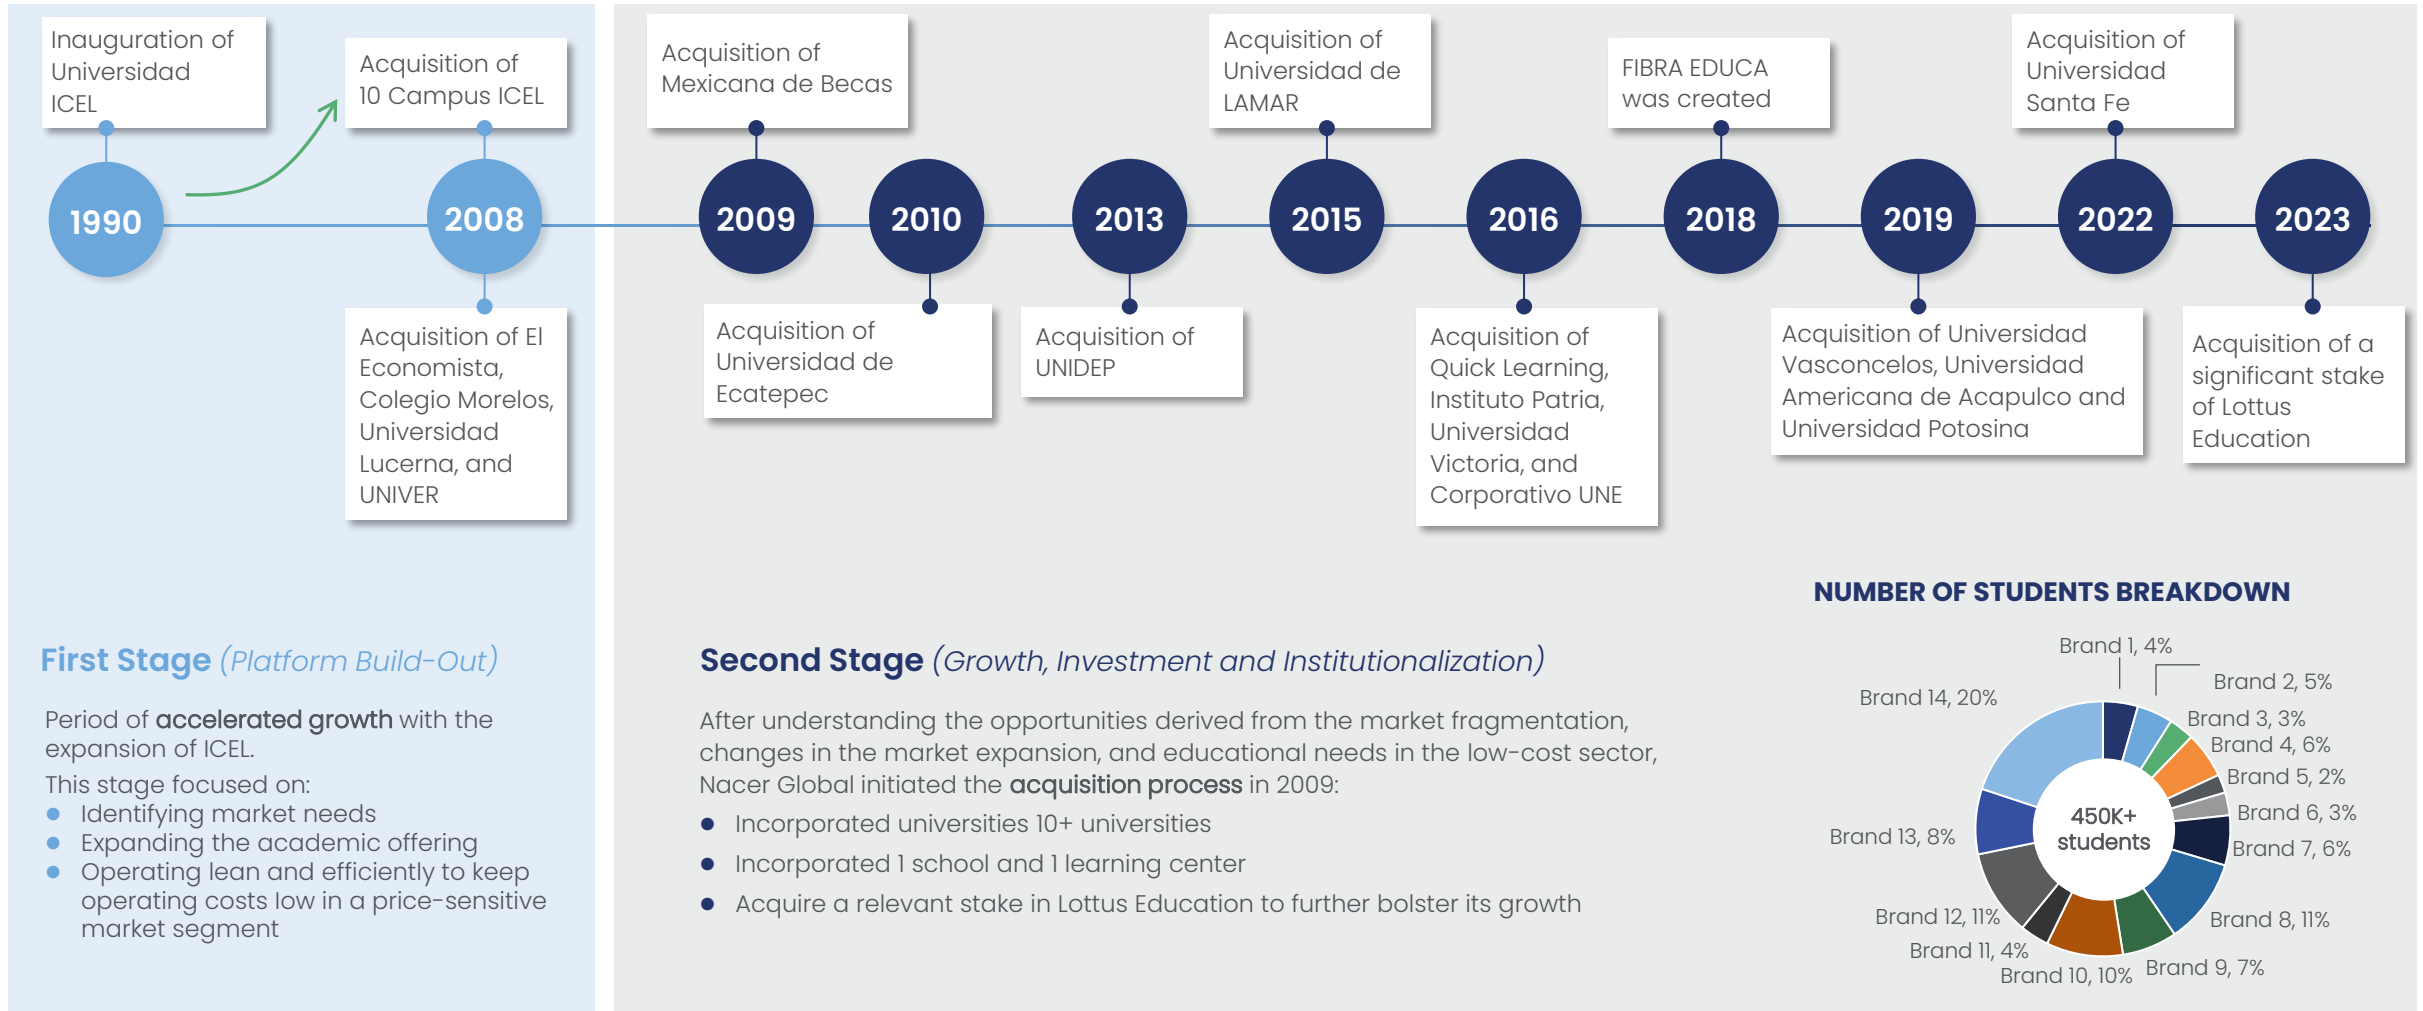 Inauguration of
Universidad
ICEL
Acquisition of
10 Campus ICEL
Acquisition of
Mexicana de Becas
Acquisition of
Universidad de
LAMAR
FIBRA EDUCA
was created
Acquisition of
Universidad
Santa Fe
1990
2008
2009
2010
2013
2015
2016
2018
2019
2022
2023
Acquisition of El
Economista,
Colegio Morelos,
Universidad
Lucerna, and
UNIVER
Acquisition of
Universidad de
Ecatepec
Acquisition of
UNIDEP
Acquisition of
Quick Learning,
Instituto Patria,
Universidad
Victoria, and
Corporativo UNE
Acquisition of Universidad
Vasconcelos, Universidad
Americana de Acapulco and
Universidad Potosina
Acquisition of a
significant stake
of Lottus
Education
First Stage (Platform Build-Out)
Period of accelerated growth with the
expansion of ICEL.
This stage focused on:
● Identifying market needs
● Expanding the academic offering
● Operating lean and efficiently to keep
operating costs low in a price-sensitive
market segment
Second Stage (Growth, Investment and Institutionalization)
After understanding the opportunities derived from the market fragmentation,
changes in the market expansion, and educational needs in the low-cost sector,
Nacer Global initiated the acquisition process in 2009:
● Incorporated universities 10+ universities
● Incorporated 1 school and 1 learning center
● Acquire a relevant stake in Lottus Education to further bolster its growth
NUMBER OF STUDENTS BREAKDOWN
Brand 1, 4%
Brand 2, 5%
Brand 3, 3%
Brand 4, 6%
Brand 5, 2%
Brand 6, 3%
Brand 7, 6%
Brand 8, 11%
Brand 9, 7%
Brand 10, 10%
Brand 11, 4%
Brand 12, 11%
Brand 13, 8%
Brand 14, 20%
450K+
students